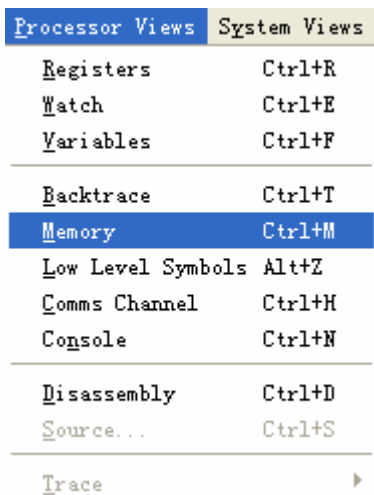 Processor Views System Views
Registers Ctrl+R
Watch Ctrl+E
Variables Ctrl+F
Backtrace Ctrl+T
Memory Ctrl+M
Low Level Symbols Alt+Z
Comms Channel Ctrl+H
Console Ctrl+N
Disassembly Ctrl+D
Source... Ctrl+S
Trace